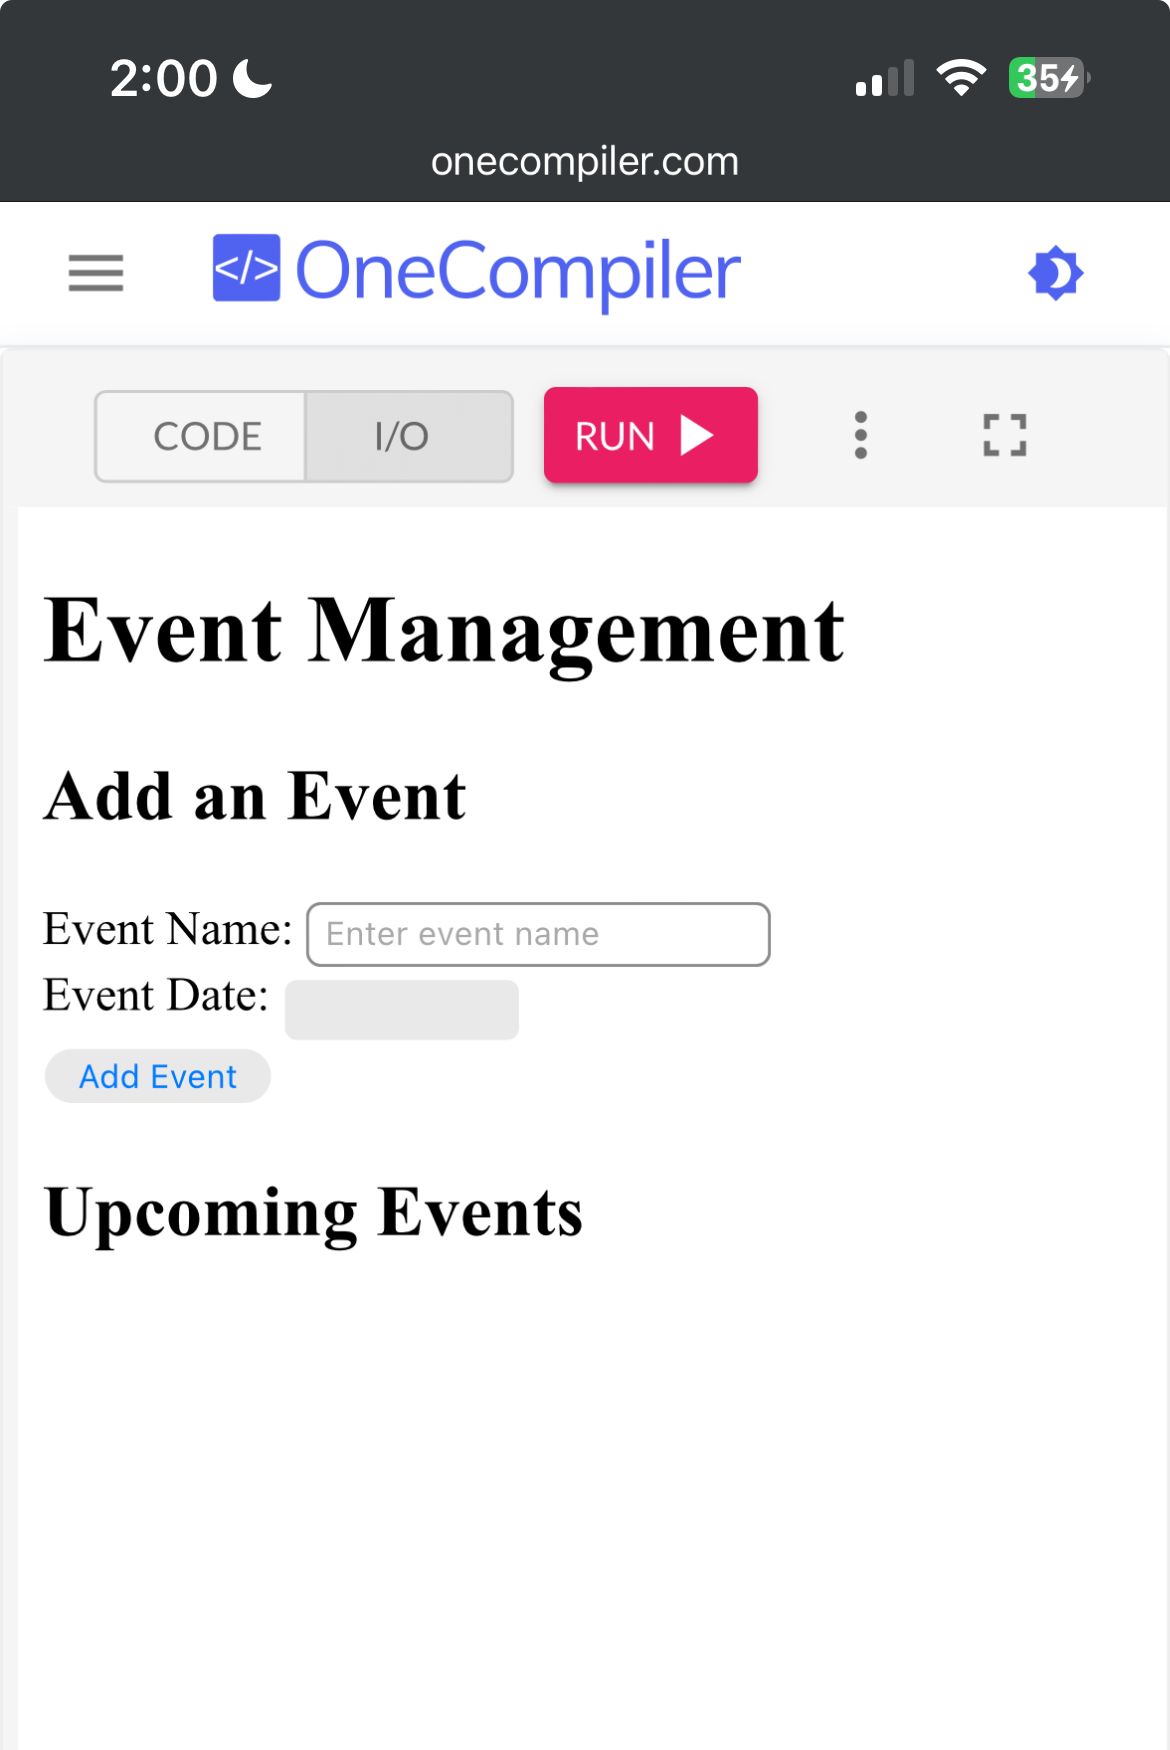 2:00 35
onecompiler.com
</> OneCompiler
CODE I/O RUN
Event Management
Add an Event
Event Name: Enter event name
Event Date:
Add Event
Upcoming Events